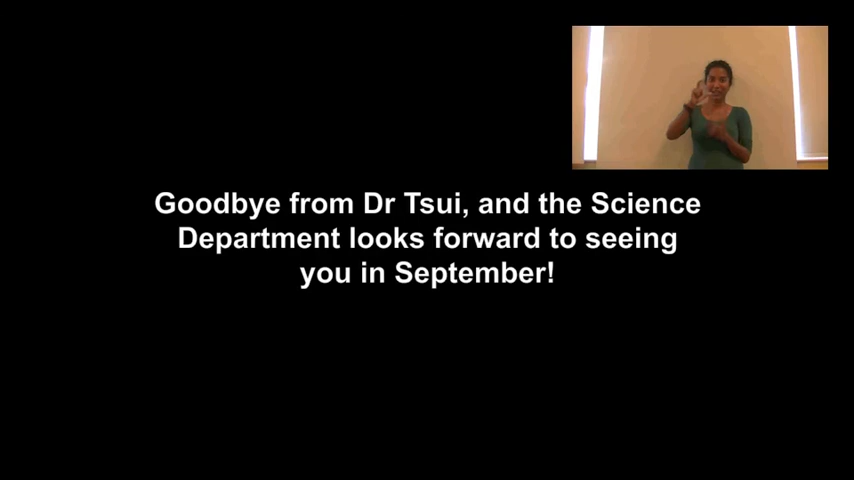 Goodbye from Dr Tsui, and the Science
Department looks forward to seeing
you in September!